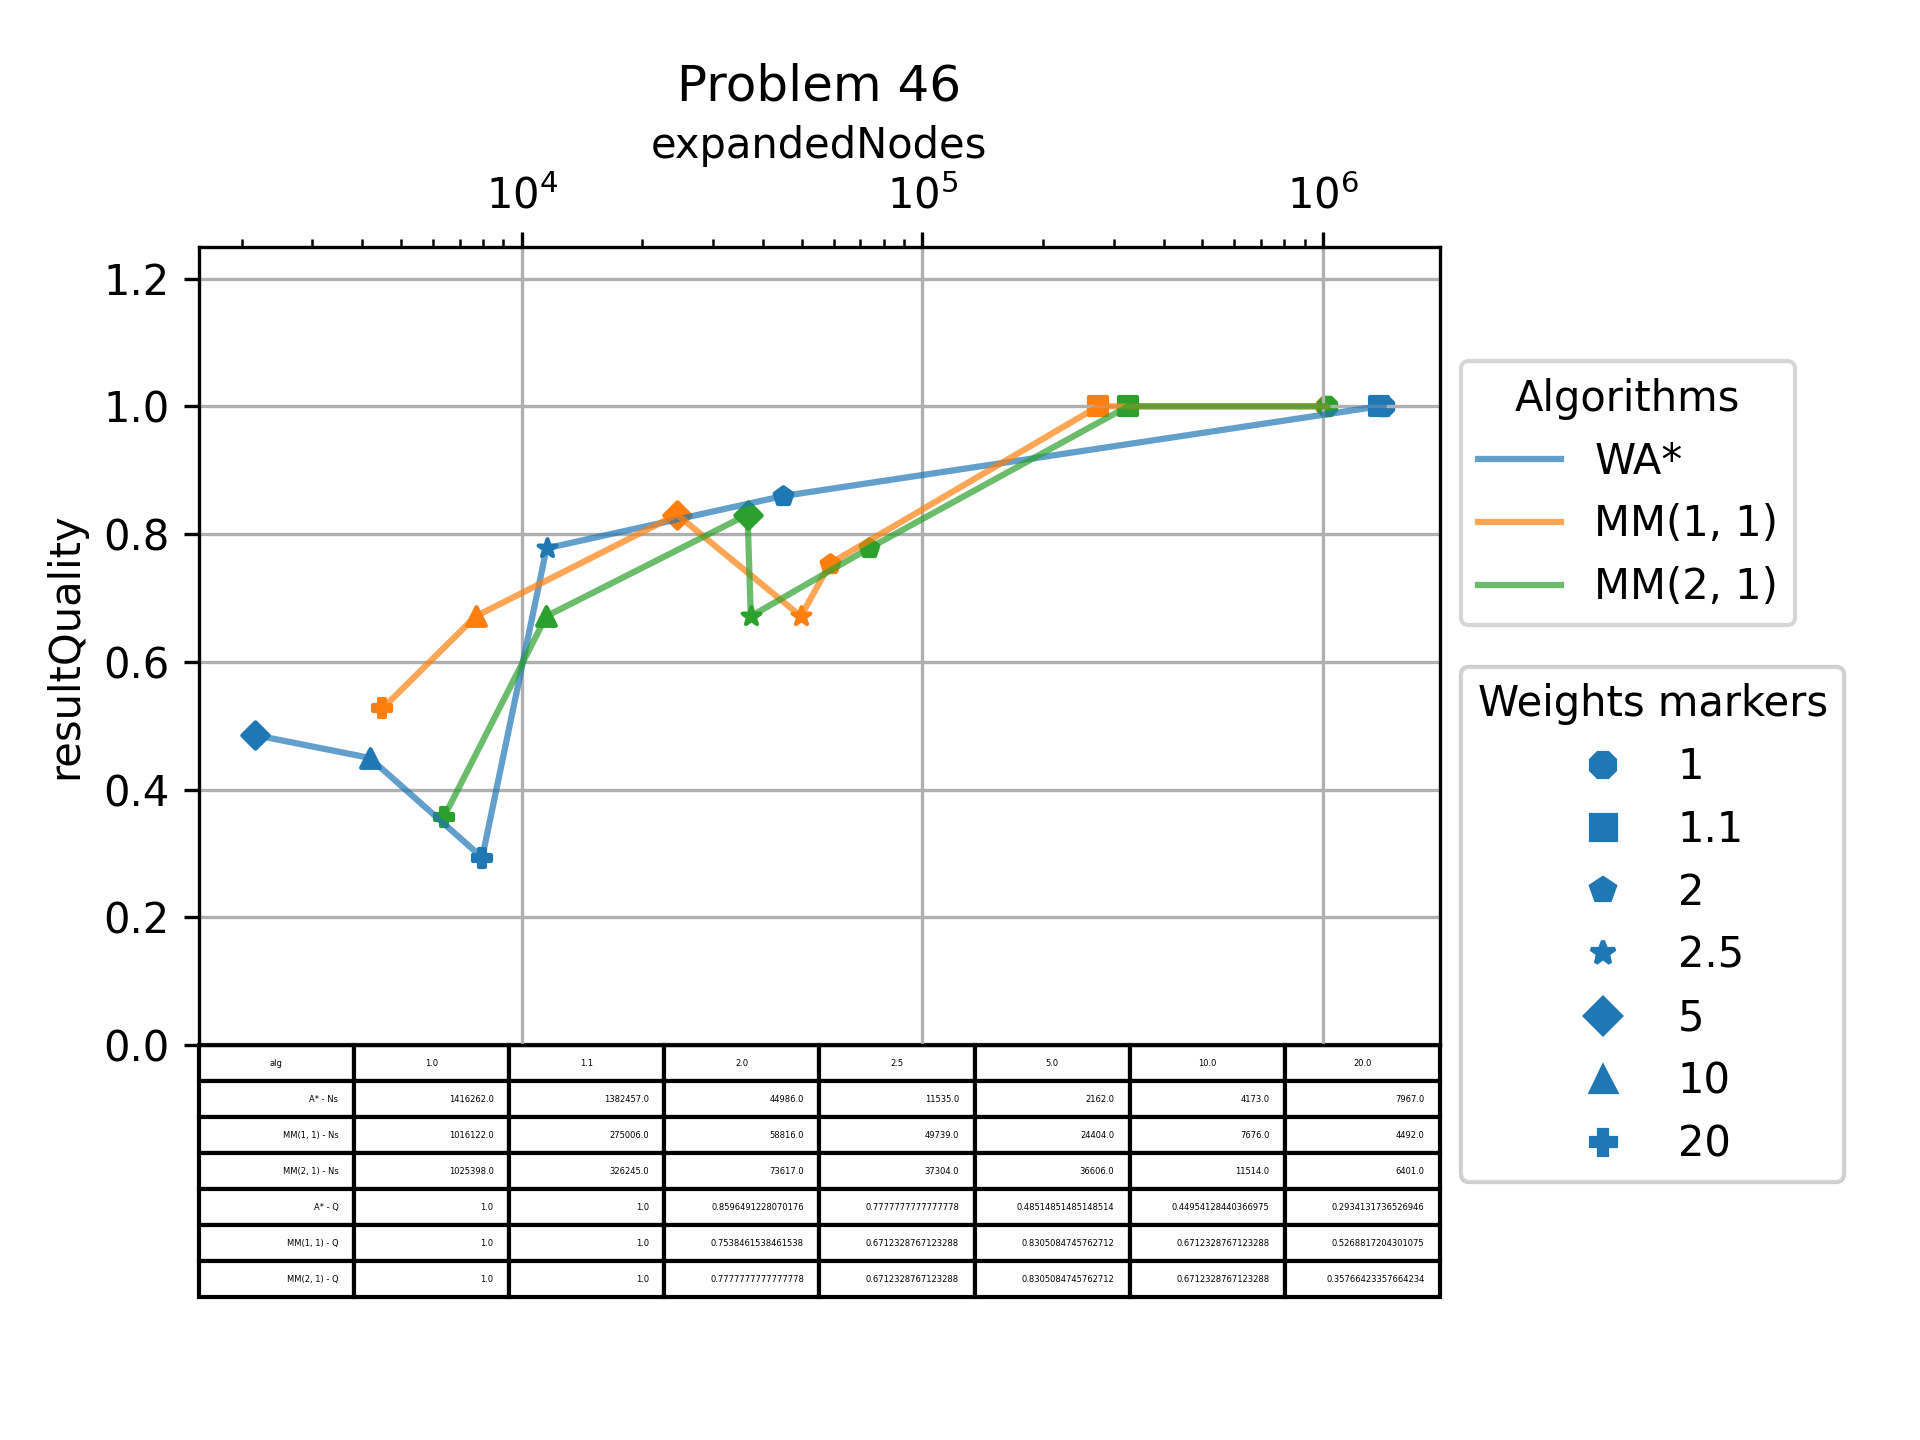 Problem 46
expandedNodes
10⁴ 10⁵ 10⁶
1.2
1.0
0.8
0.6
0.4
0.2
0.0
resultQuality
Algorithms
WA*
MM(1, 1)
MM(2, 1)
Weights markers
1
1.1
2
2.5
5
10
20
alg 1.0 1.1 2.0 2.5 5.0 10.0 20.0
A* - Ns 1416262.0 1382457.0 44986.0 11535.0 2162.0 4173.0 7967.0
MM(1, 1) - Ns 1016122.0 275006.0 58816.0 49739.0 24404.0 7676.0 4492.0
MM(2, 1) - Ns 1025398.0 326245.0 73617.0 37304.0 36606.0 11514.0 6401.0
A* - Q 1.0 1.0 0.8596491228070176 0.7777777777777778 0.48514851485148514 0.44954128440366975 0.2934131736526946
MM(1, 1) - Q 1.0 1.0 0.7538461538461538 0.6712328767123288 0.8305084745762712 0.6712328767123288 0.5268817204301075
MM(2, 1) - Q 1.0 1.0 0.7777777777777778 0.6712328767123288 0.8305084745762712 0.6712328767123288 0.35766423357664234